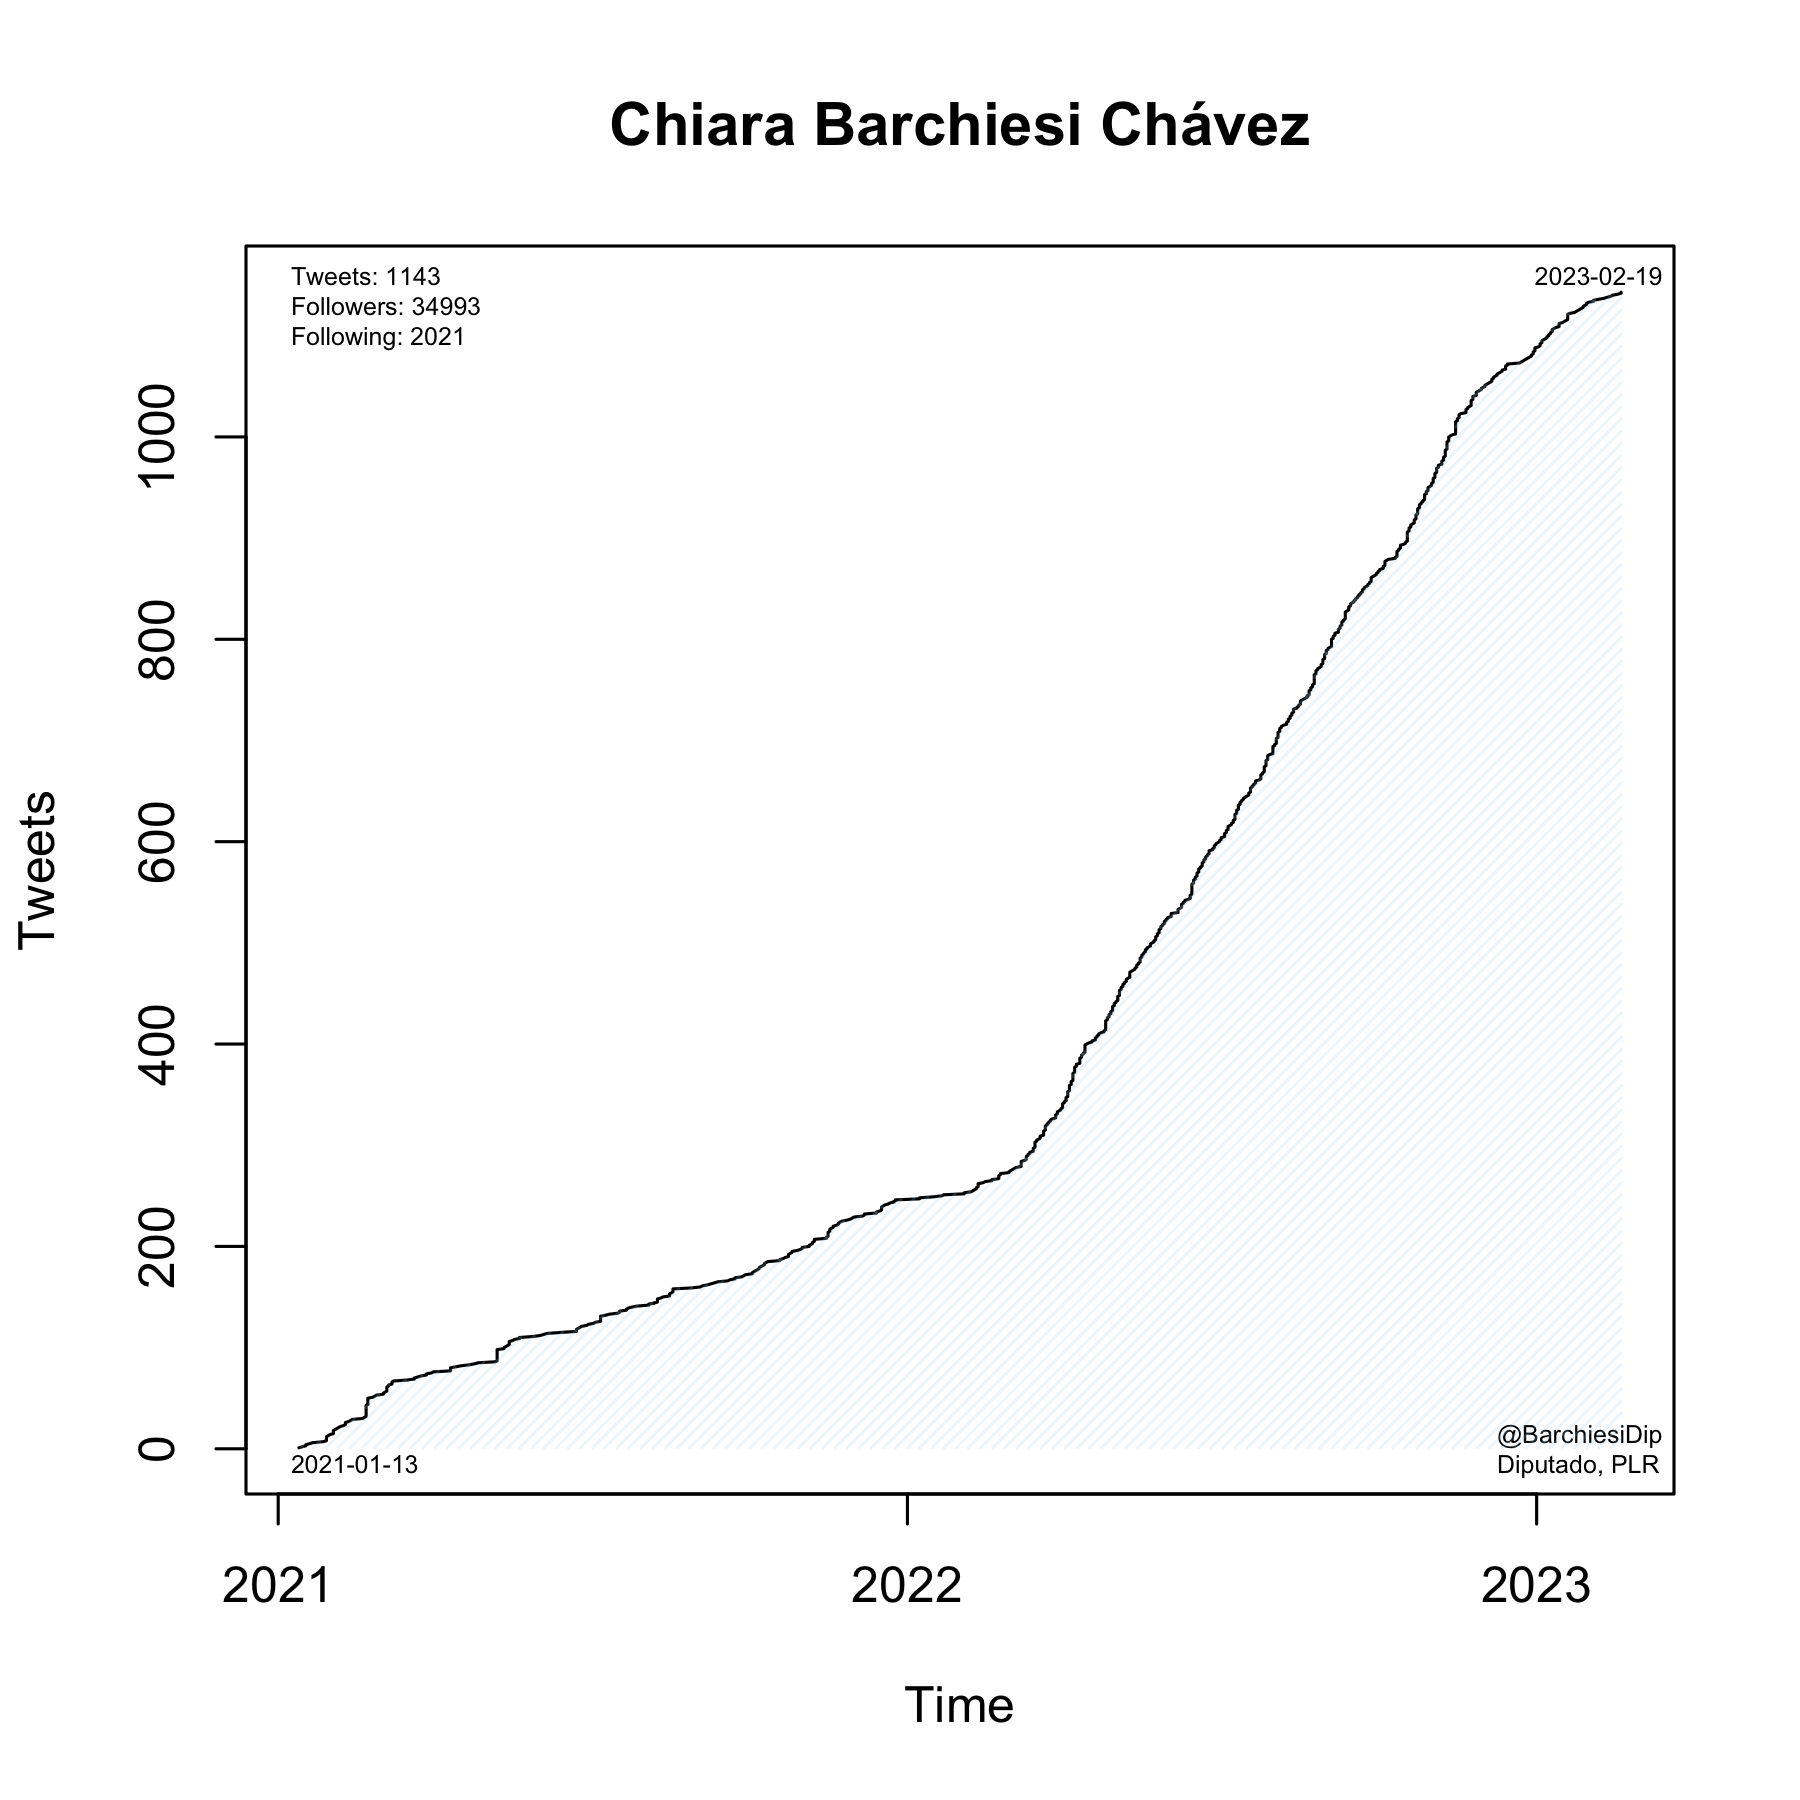 Chiara Barchiesi Chávez
Tweets: 1143
Followers: 34993
Following: 2021
2023-02-19
1000
800
600
400
200
0
Tweets
2021-01-13
@BarchiesiDip
Diputado, PLR
2021
2022
2023
Time